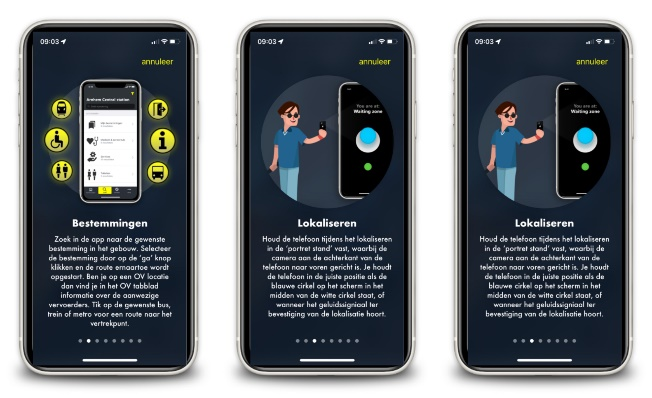 09:03
annuleer
Arnhem Central station
Bestemmingen
Zoek in de app naar de gewenste
bestemming in het gebouw. Selecteer
de bestemming door op de ‘ga’ knop
klikken en de route ernaartoe wordt
opgestart. Ben je op een OV locatie
dan vind je in het OV tabblad
informatie over de aanwezige
vervoerders. Tik op de gewenste bus,
trein of metro voor een route naar het
vertrekpunt.
09:03
annuleer
You are at:
Waiting zone
Lokaliseren
Houd de telefoon tijdens het lokaliseren
in de ‘portret stand’ vast, waarbij de
camera aan de achterkant van de
telefoon naar voren gericht is. Je houdt
de telefoon in de juiste positie als de
blauwe cirkel op het scherm in het
midden van de witte cirkel staat, of
wanneer het geluidssignaal ter
bevestiging van de lokalisatie hoort.
09:03
annuleer
You are at:
Waiting zone
Lokaliseren
Houd de telefoon tijdens het lokaliseren
in de ‘portret stand’ vast, waarbij de
camera aan de achterkant van de
telefoon naar voren gericht is. Je houdt
de telefoon in de juiste positie als de
blauwe cirkel op het scherm in het
midden van de witte cirkel staat, of
wanneer het geluidssignaal ter
bevestiging van de lokalisatie hoort.